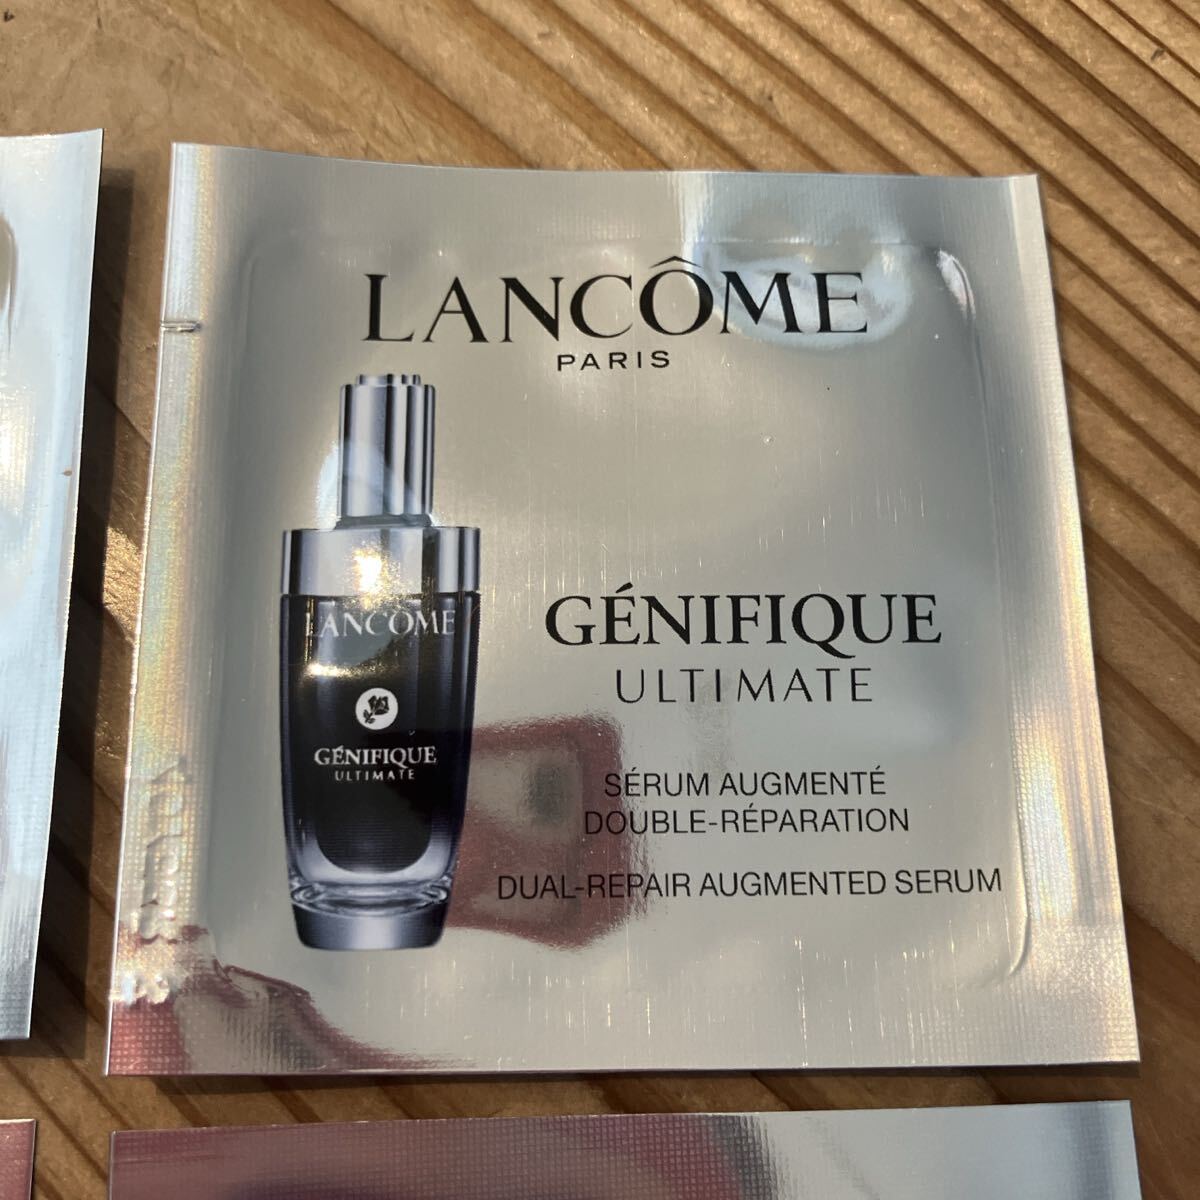 LANCÔME
PARIS
LANCÔME
GÉNIFIQUE
ULTIMATE
GÉNIFIQUE
ULTIMATE
SÉRUM AUGMENTÉ
DOUBLE-RÉPARATION
DUAL-REPAIR AUGMENTED SERUM